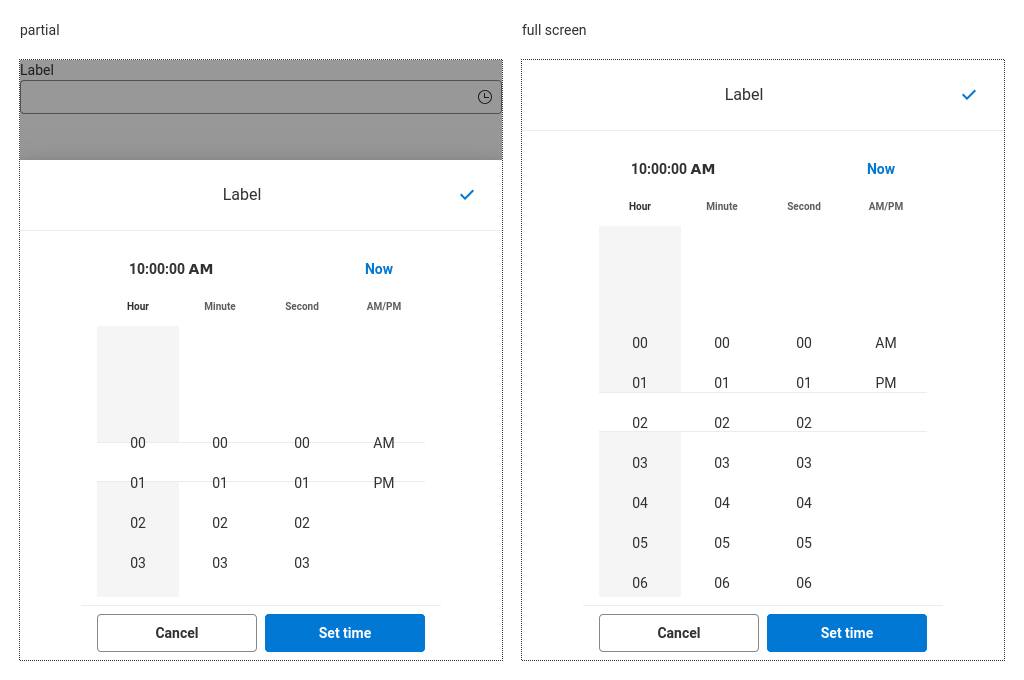 partial
Label
Label
10:00:00 AM Now
Hour Minute Second AM/PM
00 00 00 AM
01 01 01 PM
02 02 02
03 03 03
Cancel Set time
full screen
Label
10:00:00 AM Now
Hour Minute Second AM/PM
00 00 00 AM
01 01 01 PM
02 02 02
03 03 03
04 04 04
05 05 05
06 06 06
Cancel Set time